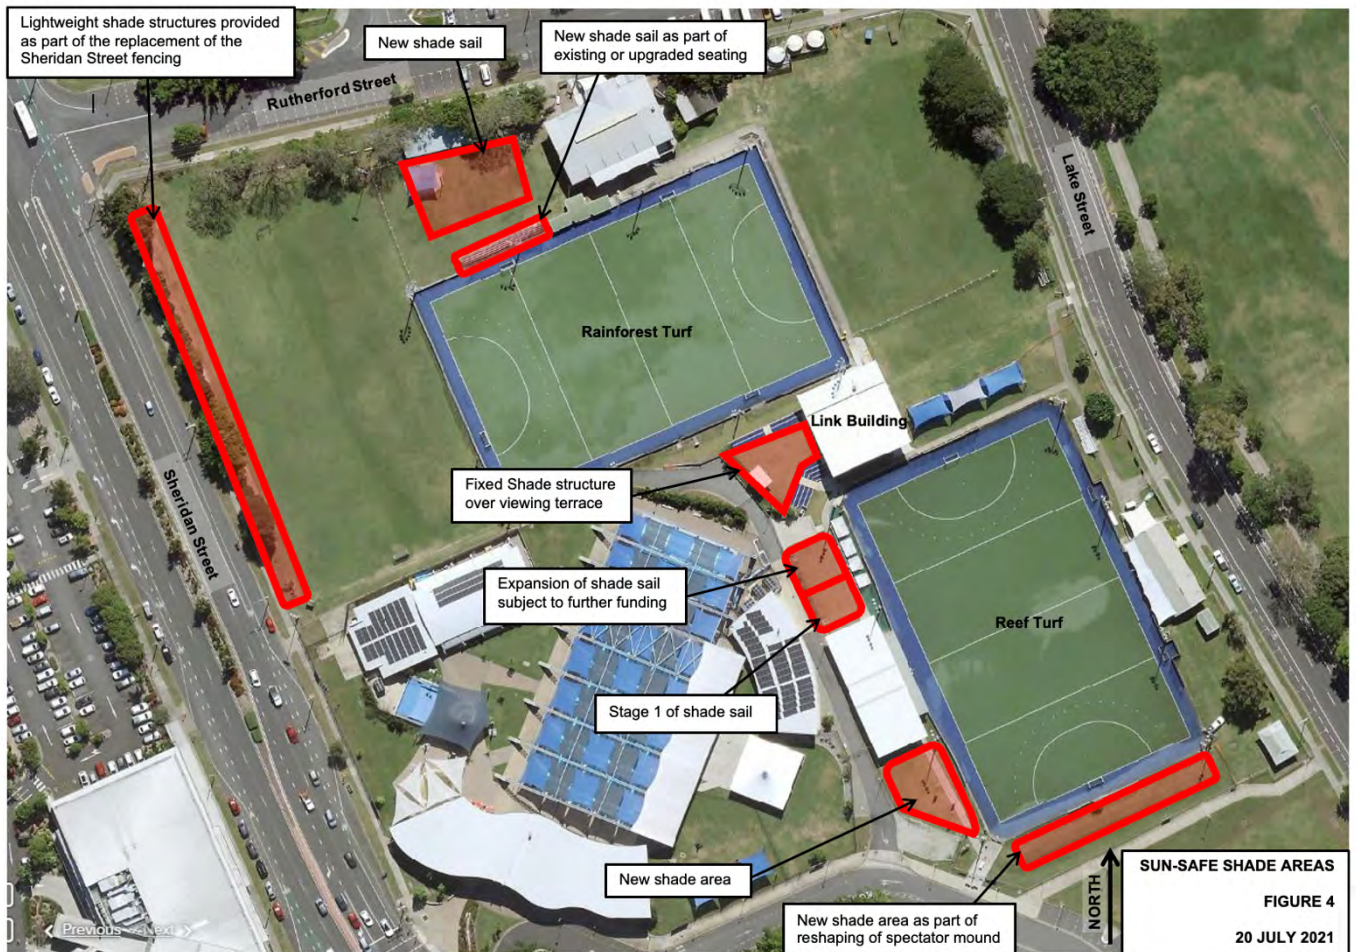 Lightweight shade structures provided
as part of the replacement of the
Sheridan Street fencing
New shade sail
New shade sail as part of
existing or upgraded seating
Rutherford Street
Lake Street
Rainforest Turf
Link Building
Fixed Shade structure
over viewing terrace
Sheridan Street
Expansion of shade sail
subject to further funding
Reef Turf
Stage 1 of shade sail
New shade area
New shade area as part of
reshaping of spectator mound
NORTH
SUN-SAFE SHADE AREAS
FIGURE 4
20 JULY 2021
Previous
Next